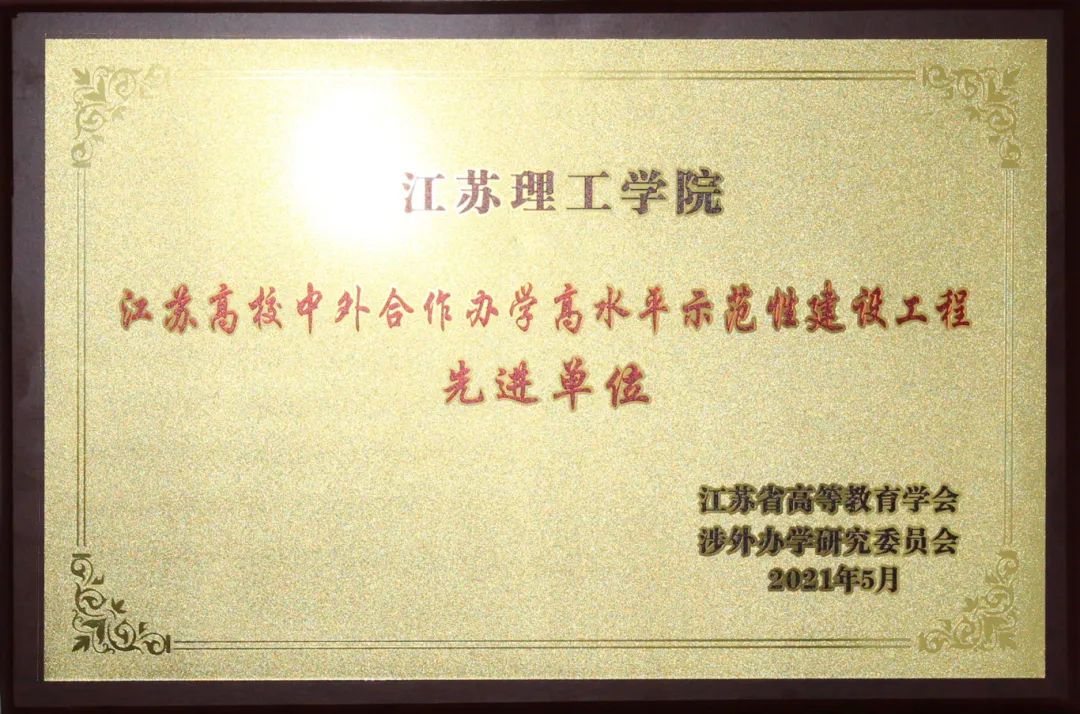 江苏理工学院
江苏高校中外合作办学高水平示范性建设工程
先进单位
江苏省高等教育学会
涉外办学研究委员会
2021年5月